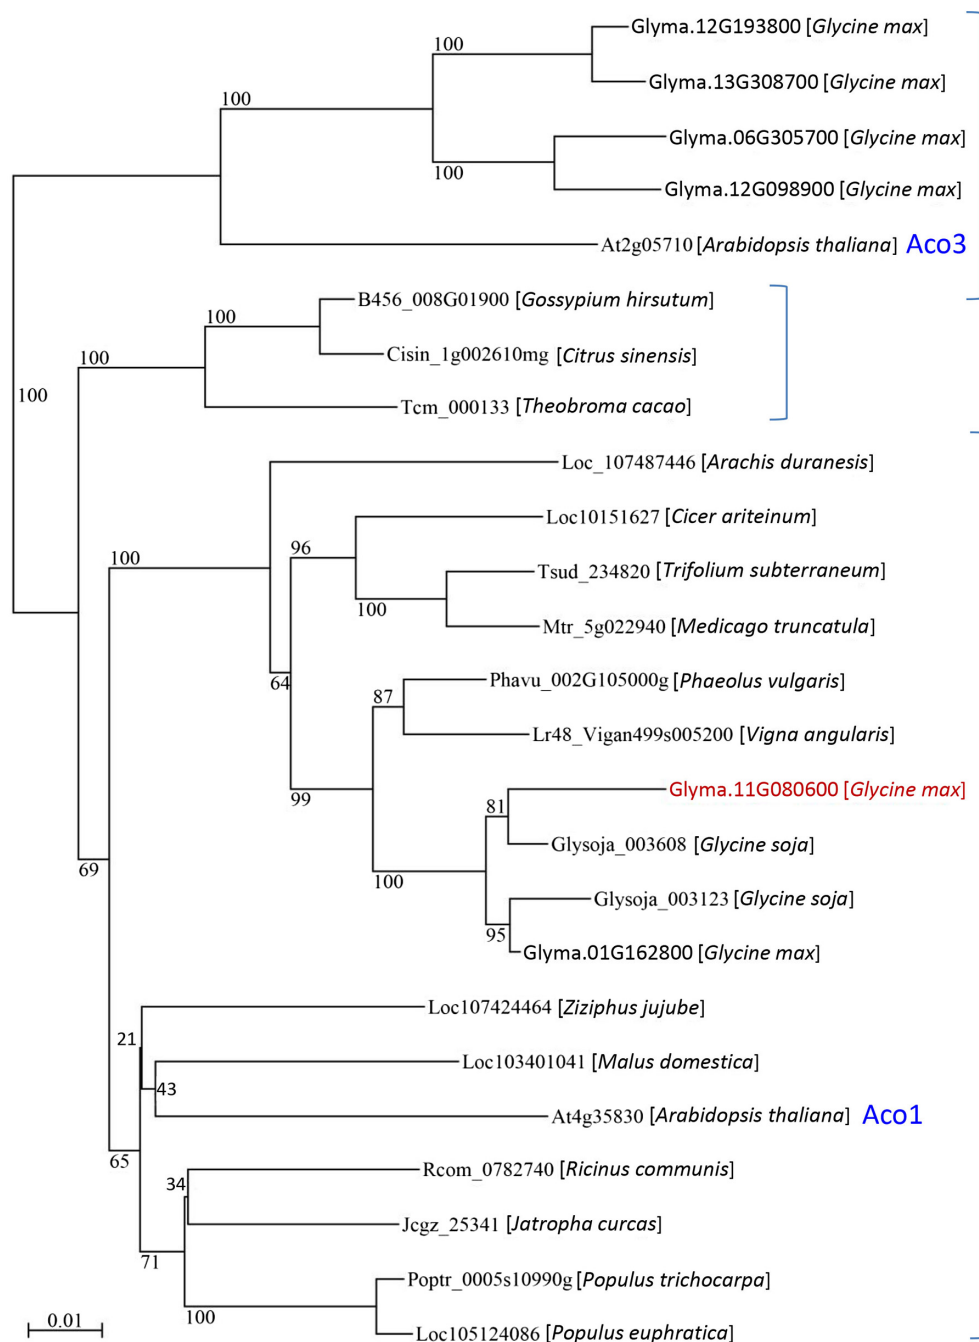 Glyma.12G193800 [Glycine max]
100
Glyma.13G308700 [Glycine max]
100
Glyma.06G305700 [Glycine max]
100
Glyma.12G098900 [Glycine max]
At2g05710 [Arabidopsis thaliana] Aco3
B456_008G01900 [Gossypium hirsutum]
100
Cisin_1g002610mg [Citrus sinensis]
100
100
Tcm_000133 [Theobroma cacao]
Loc_107487446 [Arachis duranesis]
Loc10151627 [Cicer ariteinum]
96
100
Tsud_234820 [Trifolium subterraneum]
100
Mtr_5g022940 [Medicago truncatula]
64
Phavu_002G105000g [Phaeolus vulgaris]
87
Lr48_Vigan499s005200 [Vigna angularis]
99
Glyma.11G080600 [Glycine max]
81
Glysoja_003608 [Glycine soja]
69
100
Glysoja_003123 [Glycine soja]
95
Glyma.01G162800 [Glycine max]
Loc107424464 [Ziziphus jujube]
21
Loc103401041 [Malus domestica]
43
At4g35830 [Arabidopsis thaliana] Aco1
65
Rcom_0782740 [Ricinus communis]
34
Jcgz_25341 [Jatropha curcas]
71
Poptr_0005s10990g [Populus trichocarpa]
100
0.01
Loc105124086 [Populus euphratica]